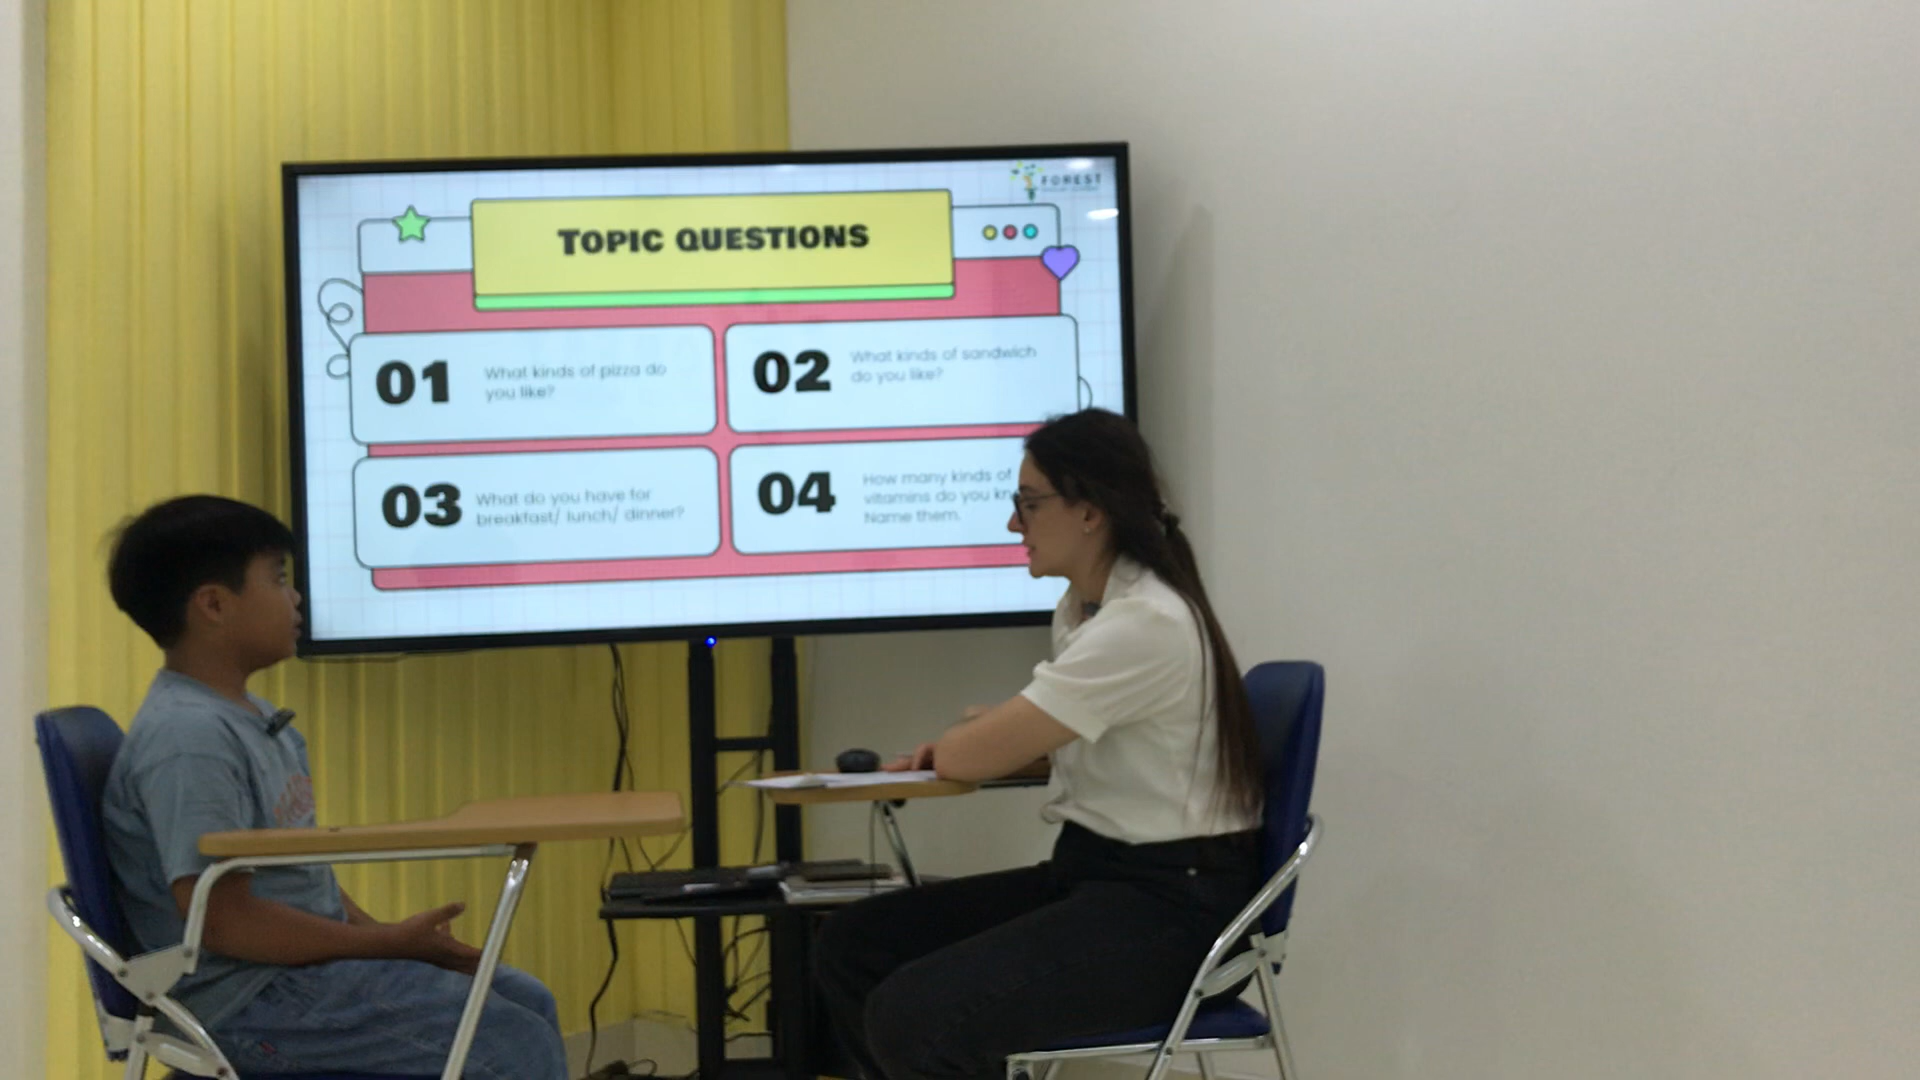 FOREST
TOPIC QUESTIONS
01
What kinds of pizza do
you like?
02
What kinds of sandwich
do you like?
03
What do you have for
breakfast/ lunch/ dinner?
04
How many kinds of
vitamins do you kn
Name them.